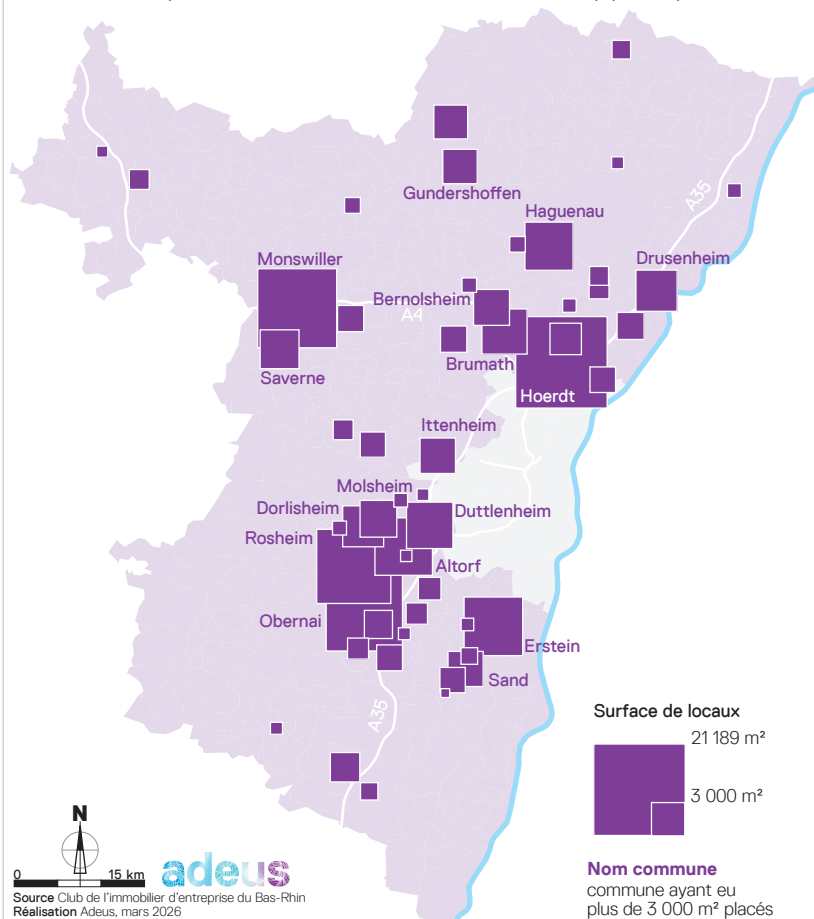 Gundershoffen
A35
Haguenau
Monswiller
Drusenheim
Bernolsheim
A4
Brumath
Saverne
Hoerdt
Ittenheim
Molsheim
Dorlisheim
Duttlenheim
Rosheim
Altorf
Obernai
Erstein
Sand
A35
Surface de locaux
21 189 m²
3 000 m²
N
0 15 km
adeus
Nom commune
commune ayant eu
plus de 3 000 m² placés
Source Club de l'immobilier d'entreprise du Bas-Rhin
Réalisation Adeus, mars 2026